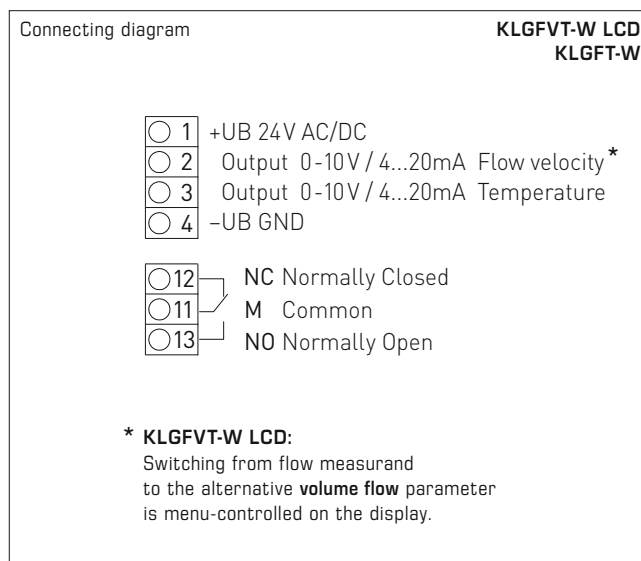 Connecting diagram
KLGFVT-W LCD
KLGFT-W
1 +UB 24V AC/DC
2 Output 0-10V / 4...20mA Flow velocity*
3 Output 0-10V / 4...20mA Temperature
4 –UB GND
12 NC Normally Closed
11 M Common
13 NO Normally Open
* KLGFVT-W LCD:
Switching from flow measurand
to the alternative volume flow parameter
is menu-controlled on the display.